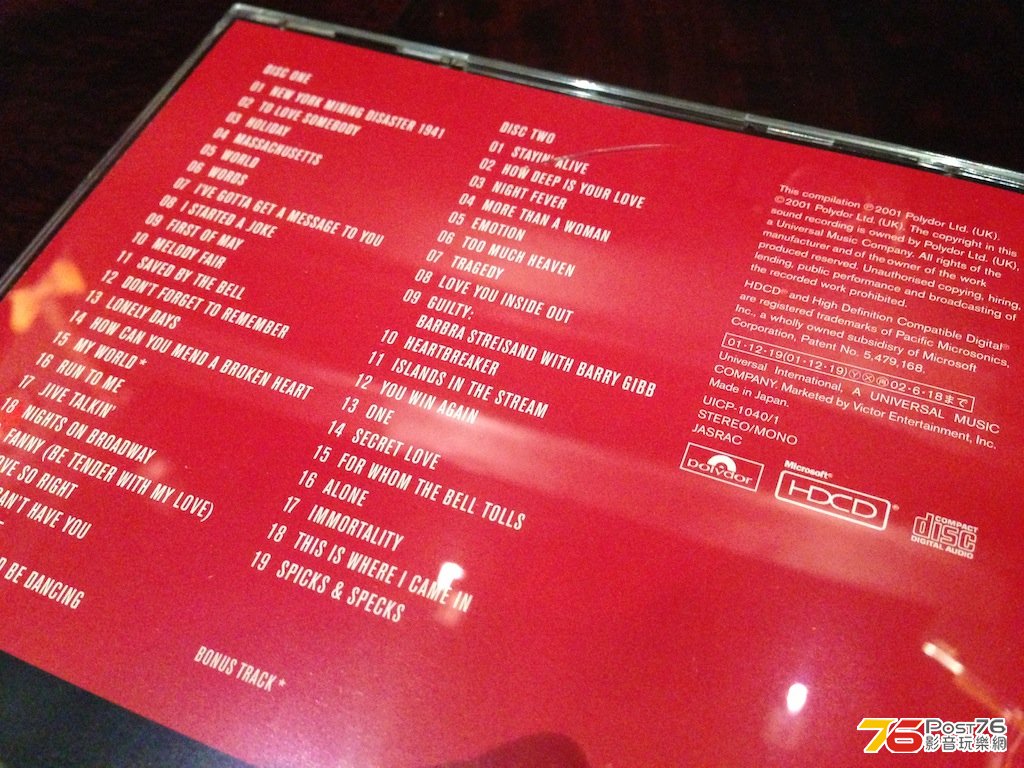 DISC ONE
01 NEW YORK MINING DISASTER 1941
02 TO LOVE SOMEBODY
03 HOLIDAY
04 MASSACHUSETTS
05 WORLD
06 WORDS
07 I'VE GOTTA GET A MESSAGE TO YOU
08 I STARTED A JOKE
09 FIRST OF MAY
10 MELODY FAIR
11 SAVED BY THE BELL
12 DON'T FORGET TO REMEMBER
13 LONELY DAYS
14 HOW CAN YOU MEND A BROKEN HEART
15 MY WORLD *
16 RUN TO ME
17 JIVE TALKIN'
18 NIGHTS ON BROADWAY
FANNY (BE TENDER WITH MY LOVE)
SO RIGHT
HAVE YOU
BE DANCING
BONUS TRACK *
DISC TWO
01 STAYIN' ALIVE
02 HOW DEEP IS YOUR LOVE
03 NIGHT FEVER
04 MORE THAN A WOMAN
05 EMOTION
06 TOO MUCH HEAVEN
07 TRAGEDY
08 LOVE YOU INSIDE OUT
09 GUILTY:
BARBRA STREISAND WITH BARRY GIBB
10 HEARTBREAKER
11 ISLANDS IN THE STREAM
12 YOU WIN AGAIN
13 ONE
14 SECRET LOVE
15 FOR WHOM THE BELL TOLLS
16 ALONE
17 IMMORTALITY
18 THIS IS WHERE I CAME IN
19 SPICKS & SPECKS
This compilation ℗2001 Polydor Ltd. (UK).
©2001 Polydor Ltd. (UK). The copyright in this
sound recording is owned by Polydor Ltd. (UK),
a Universal Music Company. All rights of the
manufacturer and of the owner of the work
produced reserved. Unauthorised copying, hiring,
lending, public performance and broadcasting of
the recorded work prohibited.
HDCD® and High Definition Compatible Digital®
are registered trademarks of Pacific Microsonics,
Inc., a wholly owned subsidiary of Microsoft
Corporation, Patent No. 5,479,168.
01·12·19(01·12·19)ⓎⓍ㊢02·6·18まで
Universal International, A UNIVERSAL MUSIC
COMPANY. Marketed by Victor Entertainment, Inc.
Made in Japan.
UICP-1040/1
STEREO/MONO
JASRAC
polydor
Microsoft®
HDCD®
COMPACT
disc
DIGITAL AUDIO
76 POST76
影音玩樂網